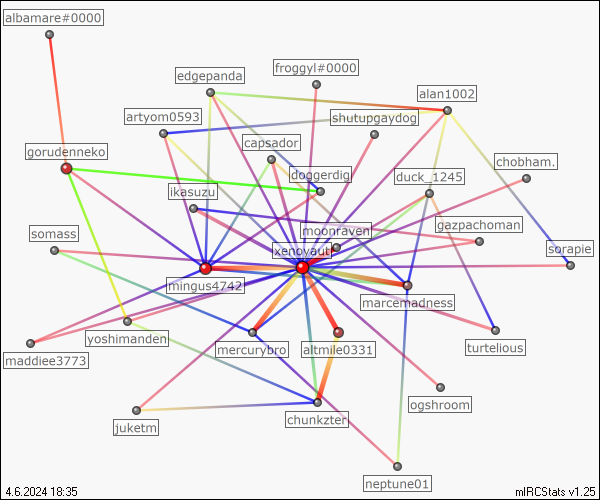 albamare#0000
froggyl#0000
edgepanda
alan1002
artyom0593
shutupgaydog
capsador
gorudenneko
chobham.
doggerdig
duck_1245
ikasuzu
moonraven
gazpachoman
somass
xenovaut
sorapie
mingus4742
marcemadness
yoshimanden
mercurybro
altmile0331
turtelious
maddiee3773
ogshroom
chunkzter
juketm
neptune01
4.6.2024 18:35
mIRCStats v1.25